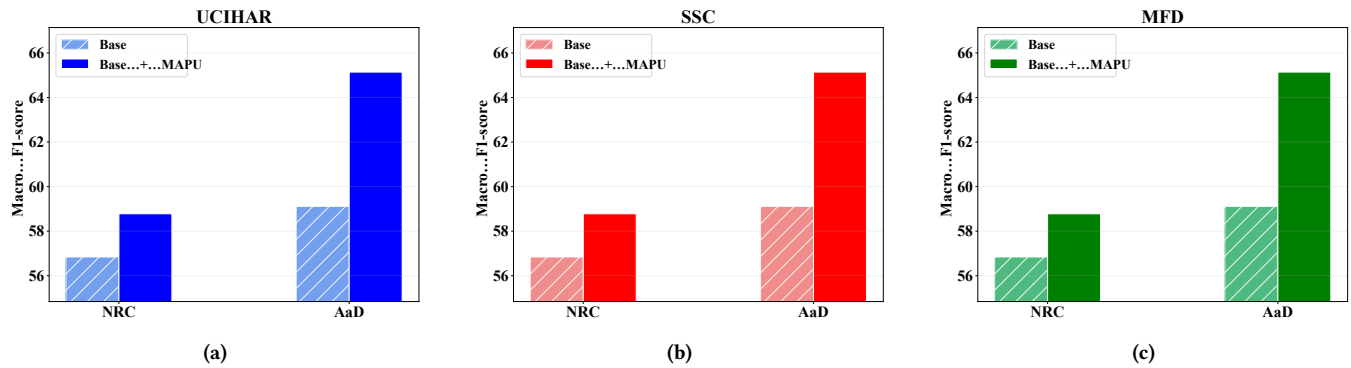 UCIHAR
Base
Base...+...MAPU
66
64
62
60
58
56
Macro...F1-score
NRC
AaD
(a)
SSC
Base
Base...+...MAPU
66
64
62
60
58
56
Macro...F1-score
NRC
AaD
(b)
MFD
Base
Base...+...MAPU
66
64
62
60
58
56
Macro...F1-score
NRC
AaD
(c)